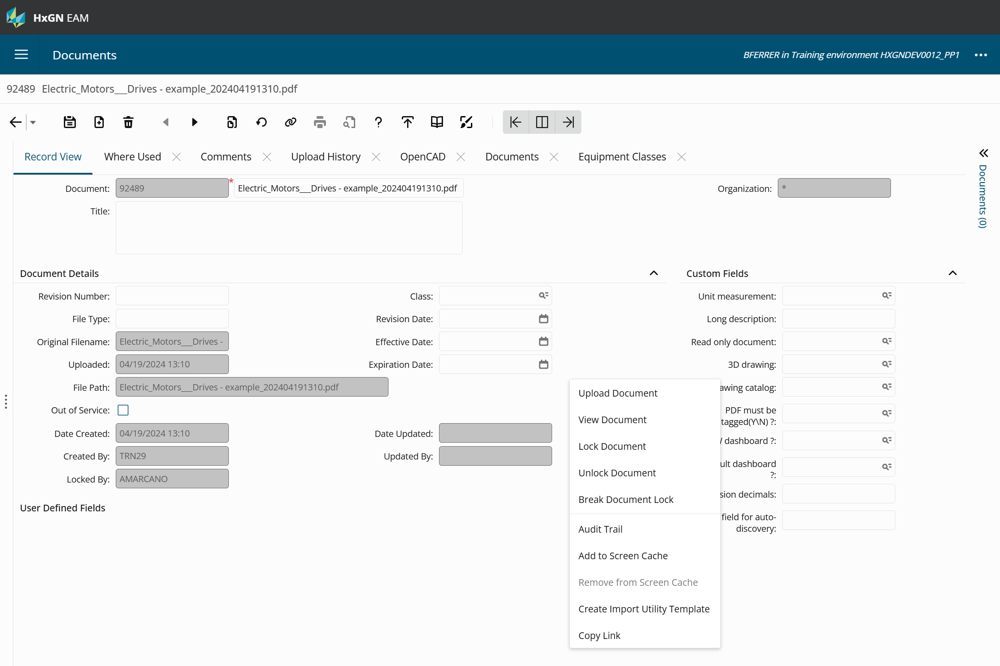 HxGN EAM
Documents
BFERRER in Training environment HXGNDEV0012_PP1
92489 Electric_Motors___Drives - example_202404191310.pdf
Record View
Where Used
Comments
Upload History
OpenCAD
Documents
Equipment Classes
Documents (0)
Document: 92489 * Electric_Motors___Drives - example_202404191310.pdf
Organization: *
Title:
Document Details
Revision Number:
Class:
File Type:
Revision Date:
Original Filename: Electric_Motors___Drives -
Effective Date:
Uploaded: 04/19/2024 13:10
Expiration Date:
File Path: Electric_Motors___Drives - example_202404191310.pdf
Out of Service:
Date Created: 04/19/2024 13:10
Date Updated:
Created By: TRN29
Updated By:
Locked By: AMARCANO
User Defined Fields
Custom Fields
Unit measurement:
Long description:
Read only document:
3D drawing:
awing catalog:
PDF must be
tagged(Y\N) ?:
dashboard ?:
ult dashboard
?:
sion decimals:
field for auto-
discovery:
Upload Document
View Document
Lock Document
Unlock Document
Break Document Lock
Audit Trail
Add to Screen Cache
Remove from Screen Cache
Create Import Utility Template
Copy Link